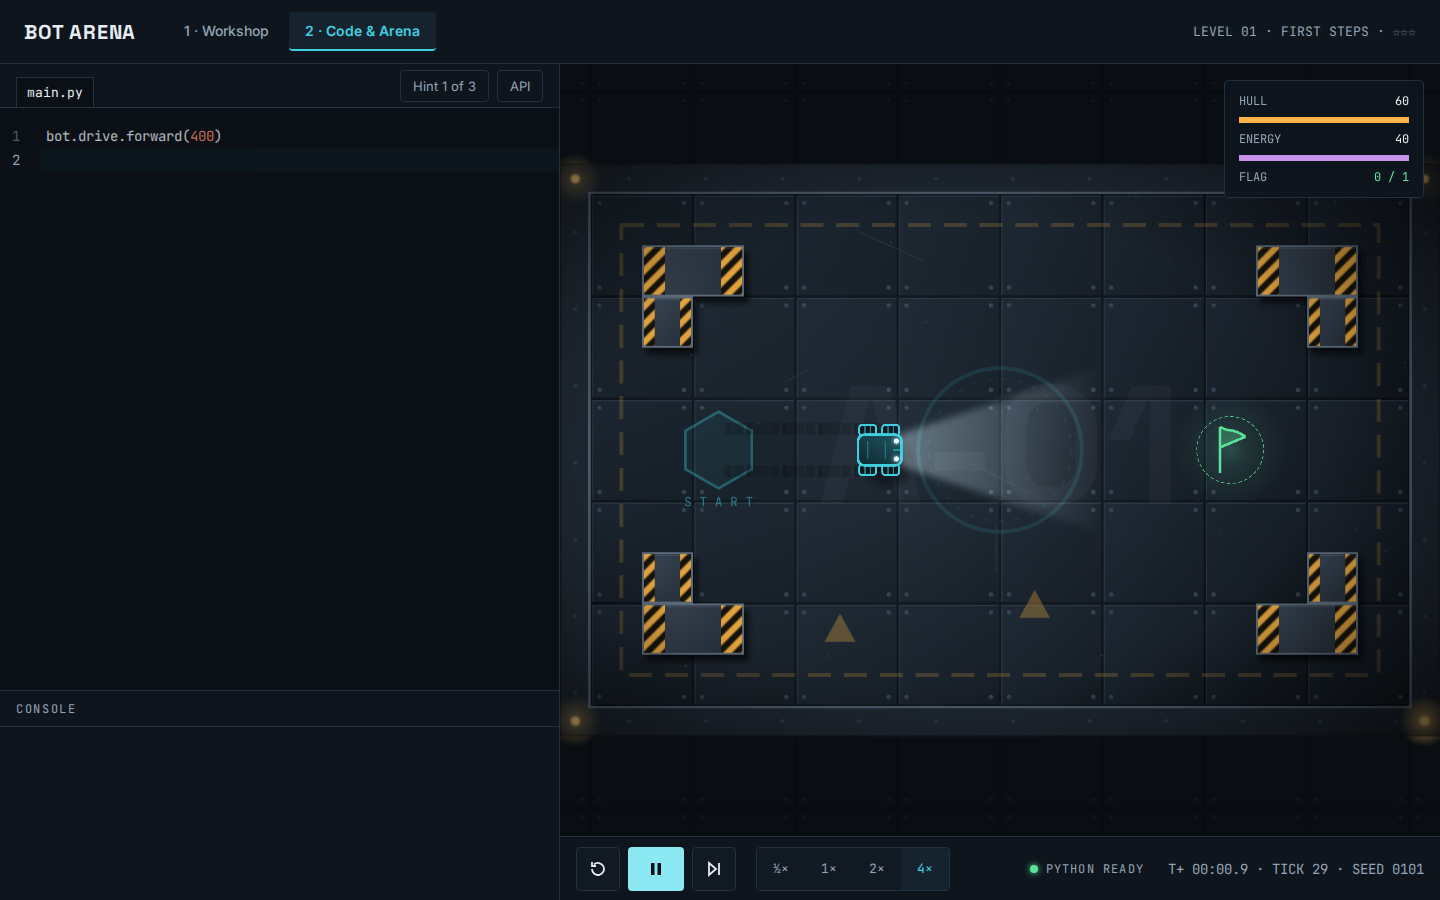 BOT ARENA
1 · Workshop
2 · Code & Arena
LEVEL 01 · FIRST STEPS · ☆☆☆
main.py
Hint 1 of 3
API
1 bot.drive.forward(400)
2
HULL 60
ENERGY 40
FLAG 0 / 1
A-01
START
CONSOLE
½×
1×
2×
4×
PYTHON READY
T+ 00:00.9 · TICK 29 · SEED 0101